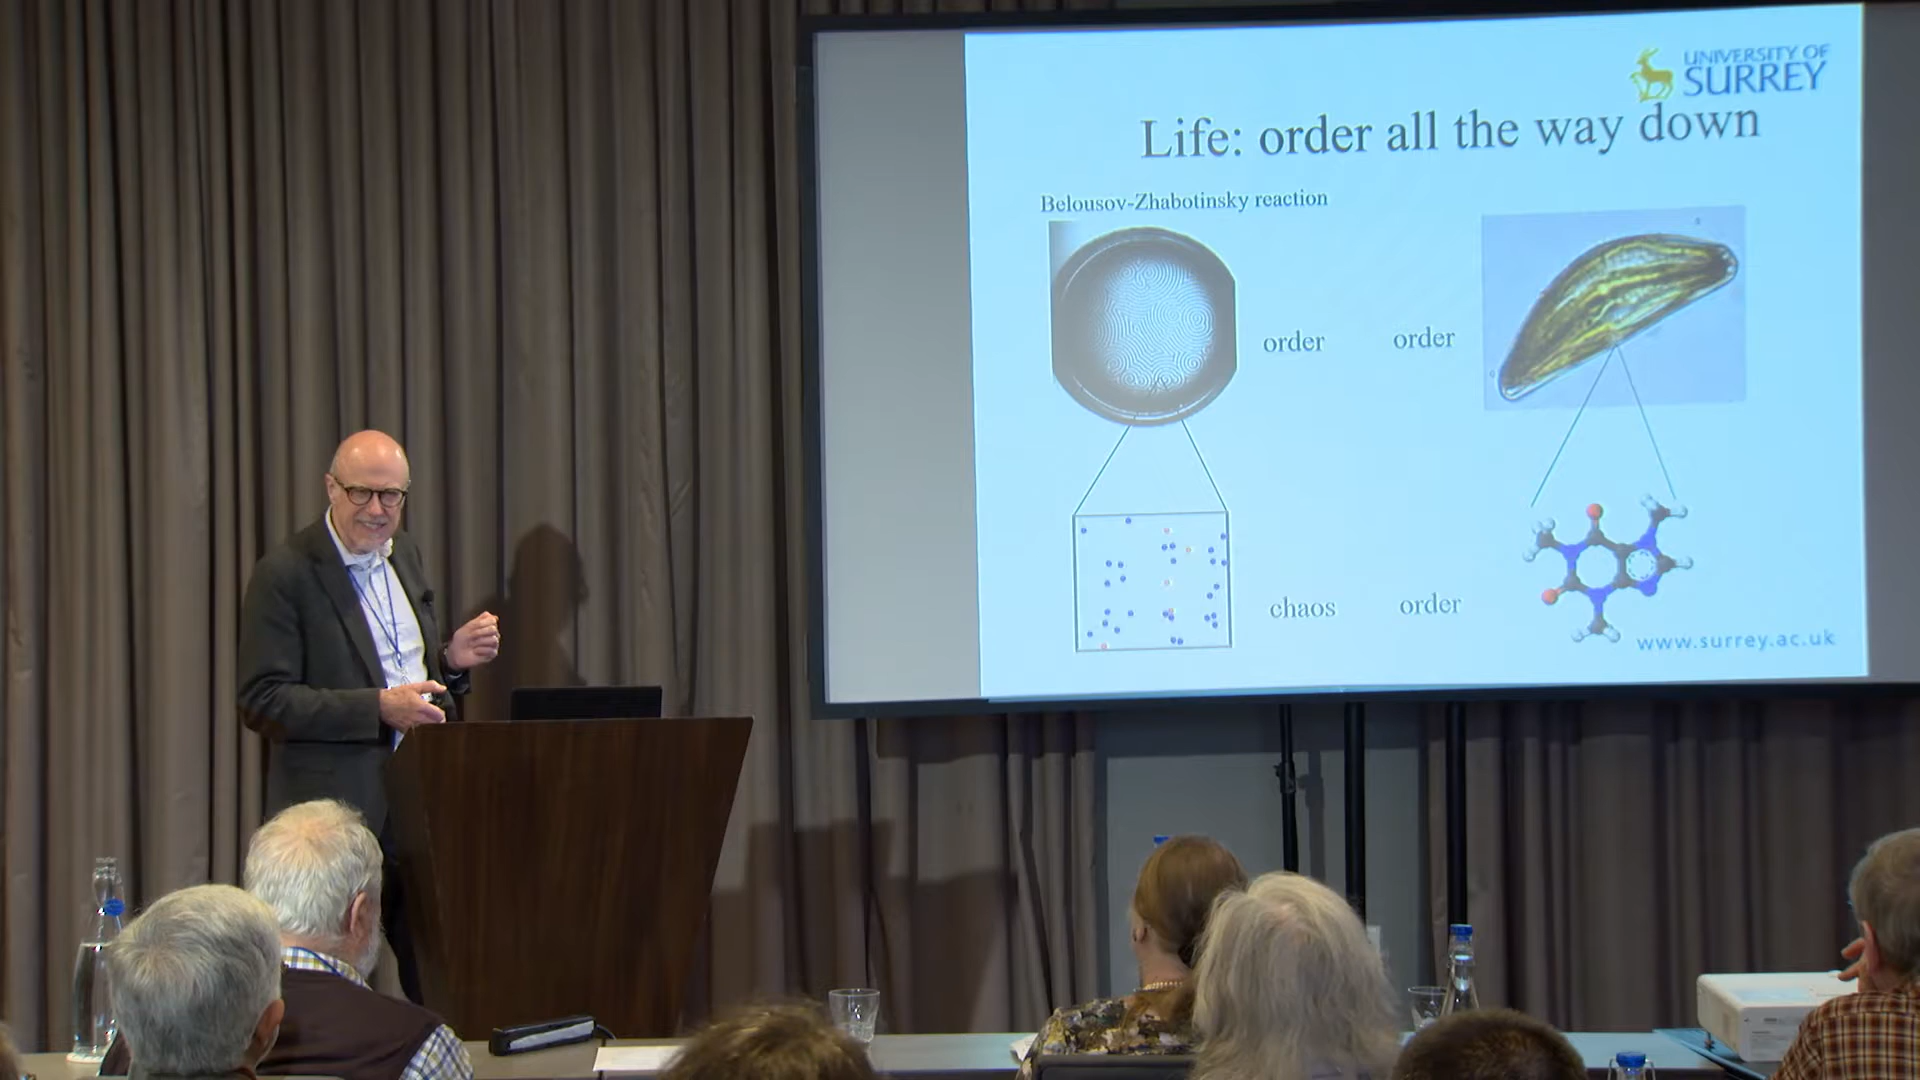 UNIVERSITY OF
SURREY
Life: order all the way down
Belousov-Zhabotinsky reaction
order order
chaos order
www.surrey.ac.uk